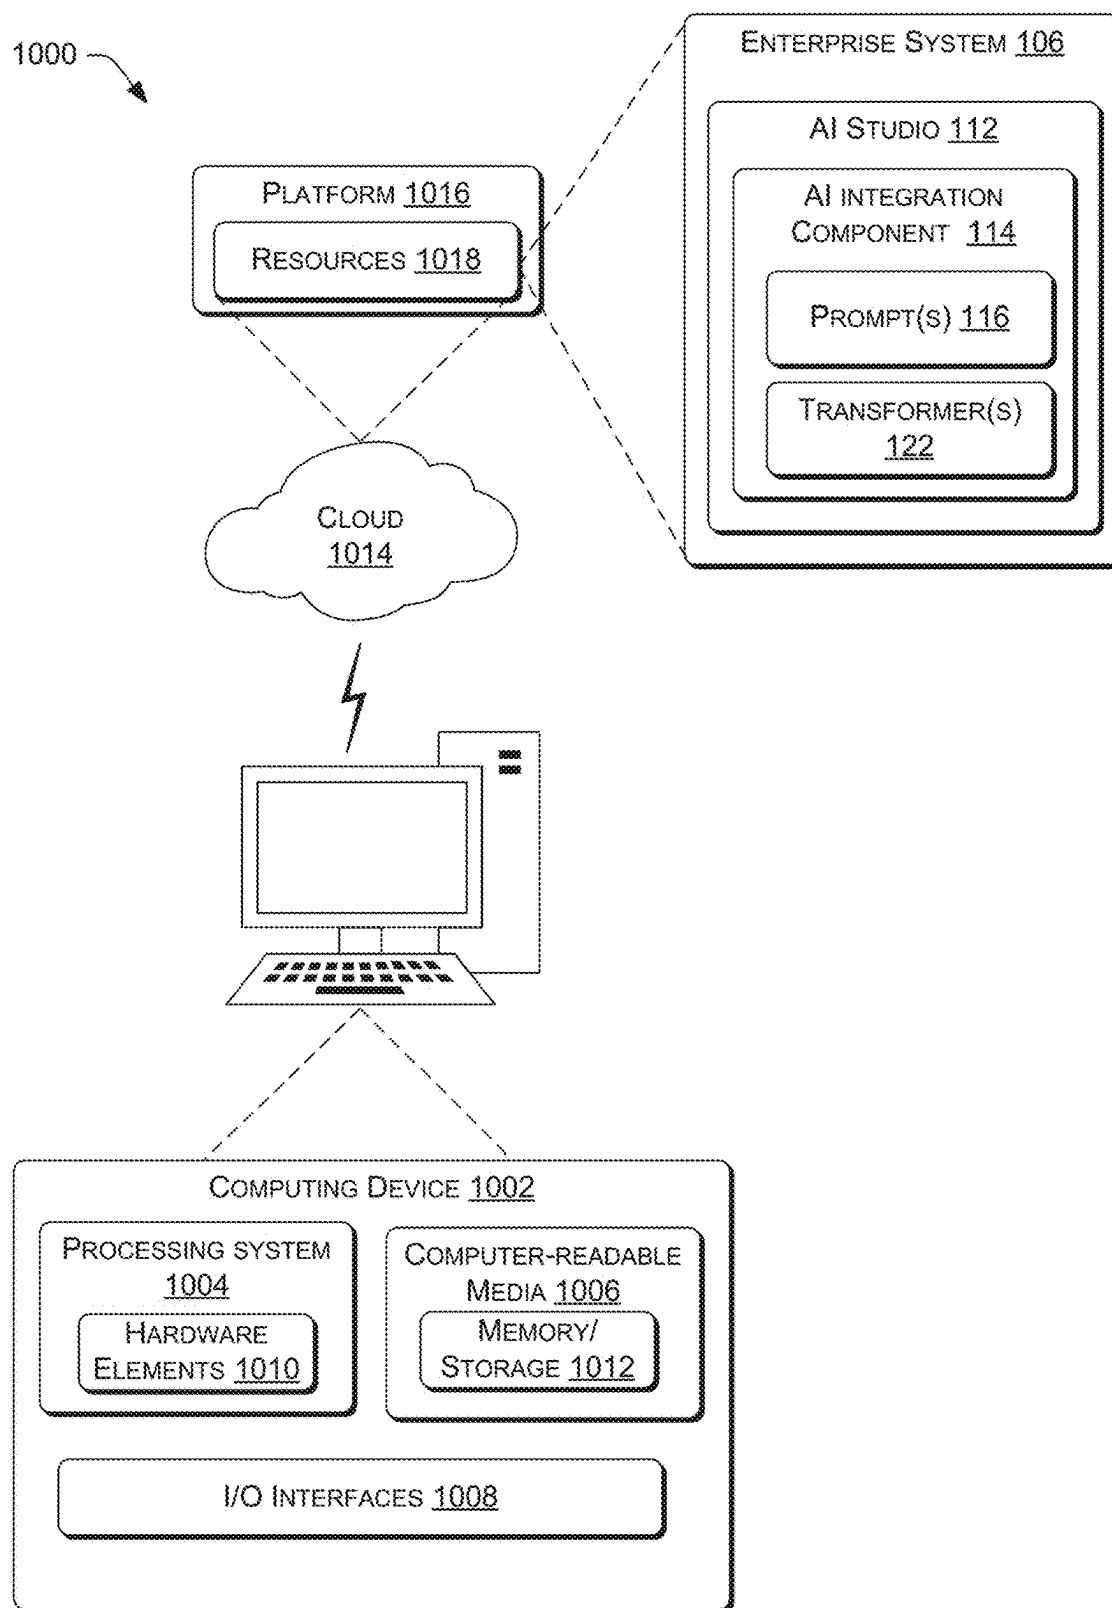 1000
ENTERPRISE SYSTEM 106
AI STUDIO 112
AI INTEGRATION
COMPONENT 114
PROMPT(S) 116
TRANSFORMER(S)
122
PLATFORM 1016
RESOURCES 1018
CLOUD
1014
COMPUTING DEVICE 1002
PROCESSING SYSTEM
1004
HARDWARE
ELEMENTS 1010
COMPUTER-READABLE
MEDIA 1006
MEMORY/
STORAGE 1012
I/O INTERFACES 1008